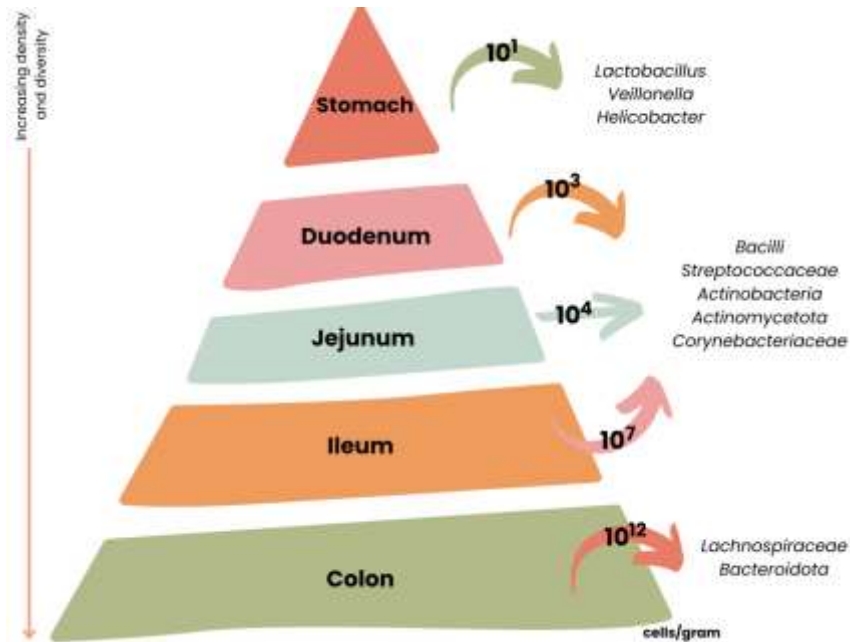 Increasing density
and diversity
Stomach
10¹
Lactobacillus
Veillonella
Helicobacter
Duodenum
10³
Bacilli
Streptococcaceae
Actinobacteria
Actinomycetota
Corynebacteriaceae
Jejunum
10⁴
Ileum
10⁷
Colon
10¹²
Lachnospiraceae
Bacteroidota
cells/gram